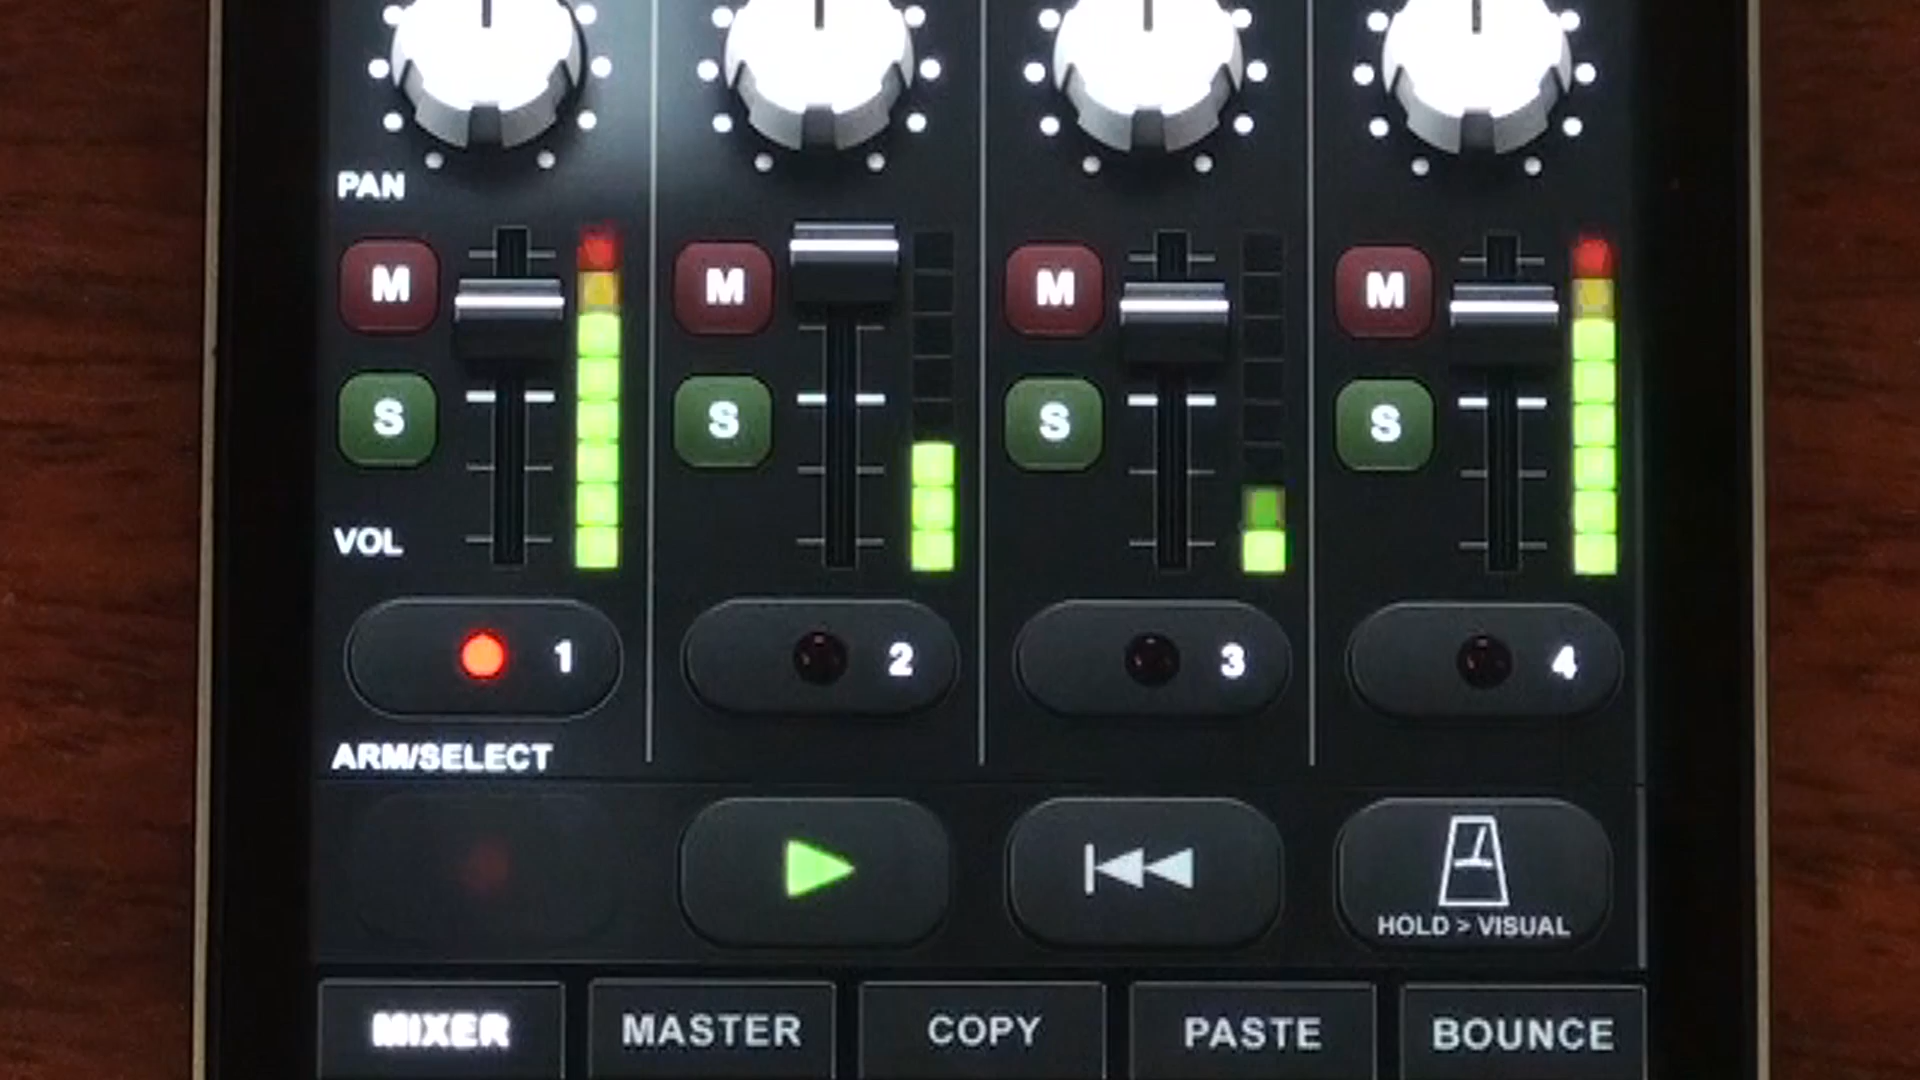 PAN
M M M M
S S S S
VOL
1 2 3 4
ARM/SELECT
HOLD > VISUAL
MIXER MASTER COPY PASTE BOUNCE